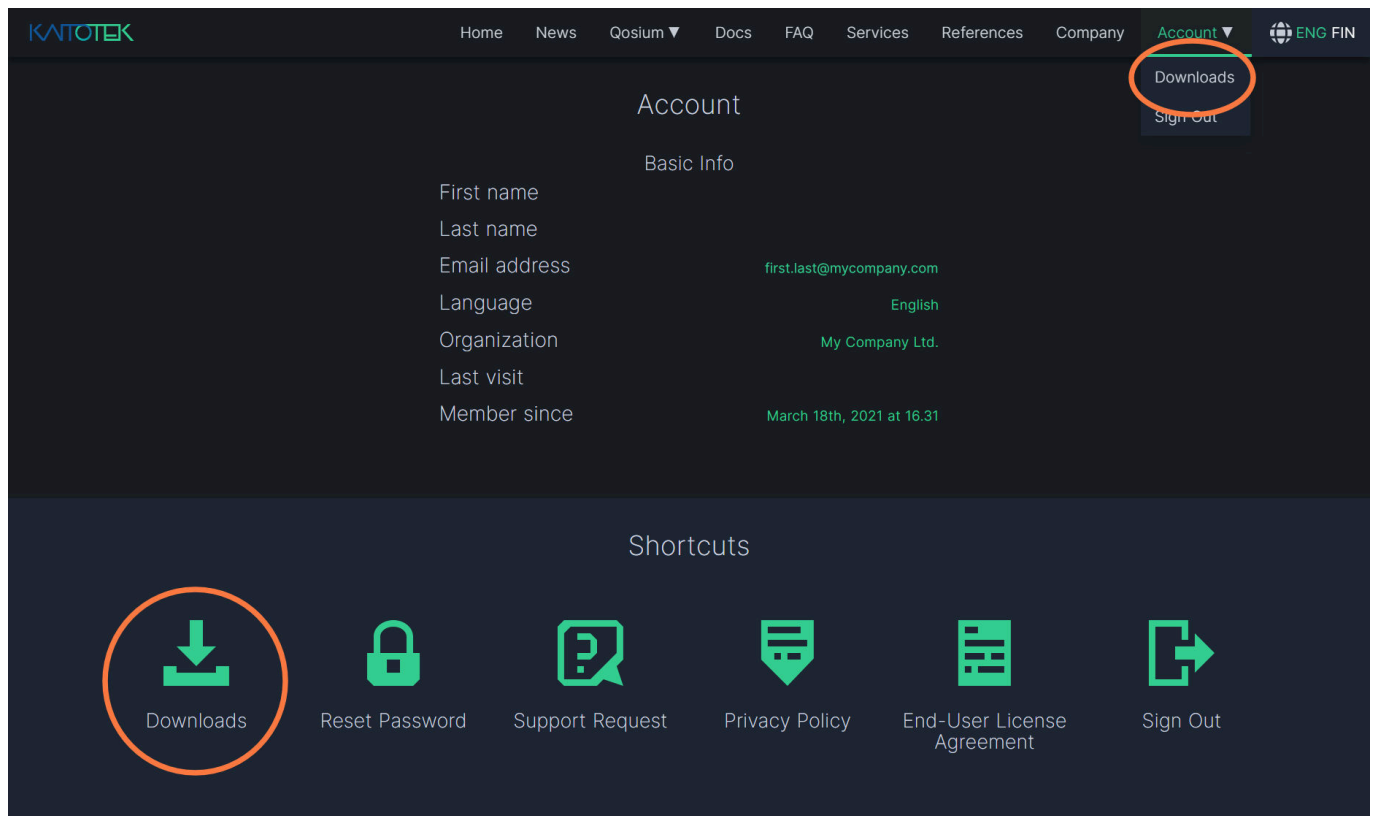 KAITOTEK
Home News Qosium ▼ Docs FAQ Services References Company Account ▼ ENG FIN
Downloads
Sign Out
Account
Basic Info
First name
Last name
Email address first.last@mycompany.com
Language English
Organization My Company Ltd.
Last visit
Member since March 18th, 2021 at 16.31
Shortcuts
Downloads Reset Password Support Request Privacy Policy End-User License Sign Out
Agreement